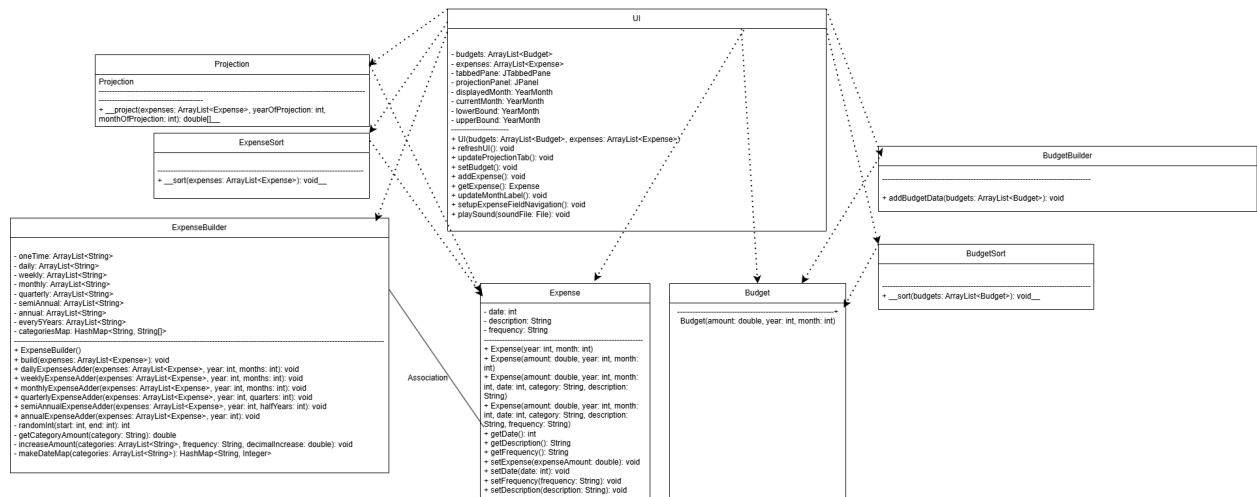 UI
- budgets: ArrayList<Budget>
- expenses: ArrayList<Expense>
- tabbedPane: JTabbedPane
- projectionPanel: JPanel
- displayedMonth: YearMonth
- currentMonth: YearMonth
- lowerBound: YearMonth
- upperBound: YearMonth
--------------------
+ UI(budgets: ArrayList<Budget>, expenses: ArrayList<Expense>)
+ refreshUI(): void
+ updateProjectionTab(): void
+ setBudget(): void
+ addExpense(): void
+ getExpense(): Expense
+ updateMonthLabel(): void
+ setupExpenseFieldNavigation(): void
+ playSound(soundFile: File): void
Projection
Projection
+ __project(expenses: ArrayList<Expense>, yearOfProjection: int,
monthOfProjection: int): double[]__
ExpenseSort
+ __sort(expenses: ArrayList<Expense>): void__
BudgetBuilder
+ addBudgetData(budgets: ArrayList<Budget>): void
BudgetSort
+ __sort(budgets: ArrayList<Budget>): void__
ExpenseBuilder
- oneTime: ArrayList<String>
- daily: ArrayList<String>
- weekly: ArrayList<String>
- monthly: ArrayList<String>
- quarterly: ArrayList<String>
- semiAnnual: ArrayList<String>
- annual: ArrayList<String>
- every5Years: ArrayList<String>
- categoriesMap: HashMap<String, String[]>
+ ExpenseBuilder()
+ build(expenses: ArrayList<Expense>): void
+ dailyExpensesAdder(expenses: ArrayList<Expense>, year: int, months: int): void
+ weeklyExpenseAdder(expenses: ArrayList<Expense>, year: int, months: int): void
+ monthlyExpenseAdder(expenses: ArrayList<Expense>, year: int, months: int): void
+ quarterlyExpenseAdder(expenses: ArrayList<Expense>, year: int, quarters: int): void
+ semiAnnualExpenseAdder(expenses: ArrayList<Expense>, year: int, halfYears: int): void
+ annualExpenseAdder(expenses: ArrayList<Expense>, year: int): void
- randomInt(start: int, end: int): int
- getCategoryAmount(category: String): double
- increaseAmount(categories: ArrayList<String>, frequency: String, decimalIncrease: double): void
- makeDateMap(categories: ArrayList<String>): HashMap<String, Integer>
Association
Expense
- date: int
- description: String
- frequency: String
+ Expense(year: int, month: int)
+ Expense(amount: double, year: int, month:
int)
+ Expense(amount: double, year: int, month:
int, date: int, category: String, description:
String)
+ Expense(amount: double, year: int, month:
int, date: int, category: String, description:
String, frequency: String)
+ getDate(): int
+ getDescription(): String
+ getFrequency(): String
+ setExpense(expenseAmount: double): void
+ setDate(date: int): void
+ setFrequency(frequency: String): void
+ setDescription(description: String): void
Budget
+
Budget(amount: double, year: int, month: int)